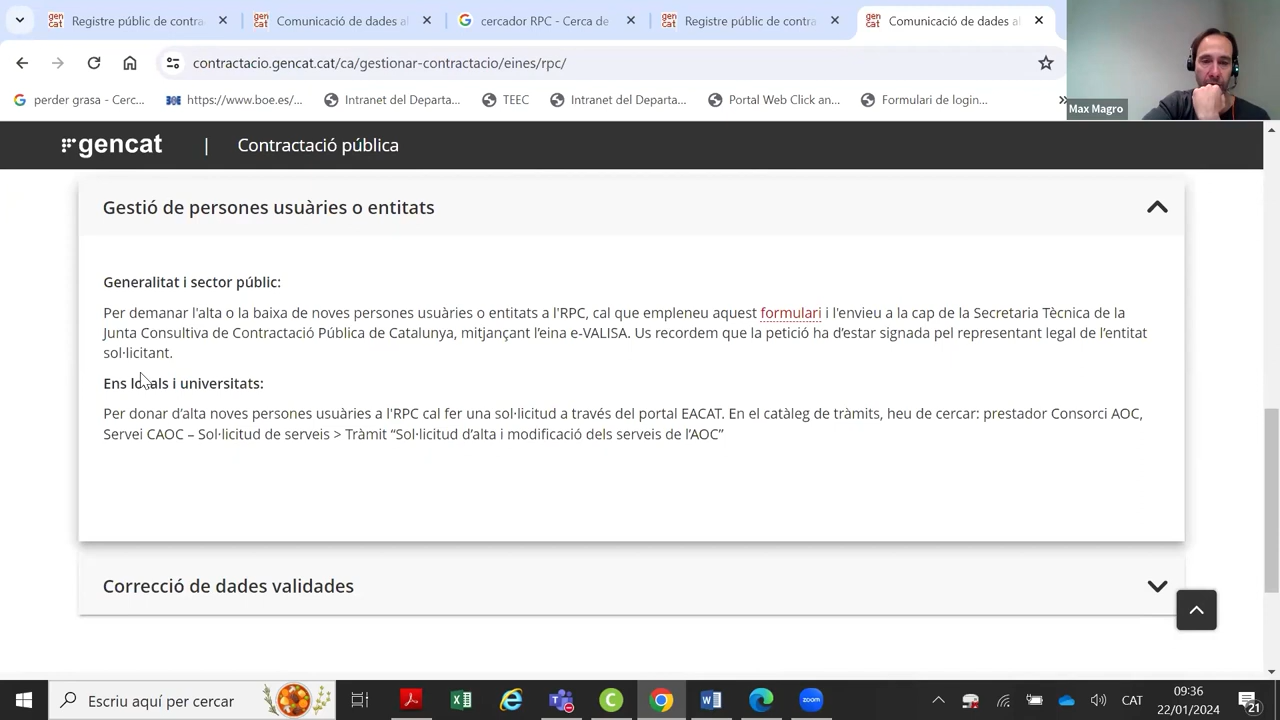 Registre públic de contra
Comunicació de dades al
cercador RPC - Cerca de
Registre públic de contra
Comunicació de dades al
contractacio.gencat.cat/ca/gestionar-contractacio/eines/rpc/
perder grasa - Cerc...
https://www.boe.es/...
Intranet del Departa...
TEEC
Intranet del Departa...
Portal Web Click an...
Formulari de login...
Max Magro
gencat | Contractació pública
Gestió de persones usuàries o entitats
Generalitat i sector públic:
Per demanar l'alta o la baixa de noves persones usuàries o entitats a l'RPC, cal que empleneu aquest formulari i l'envieu a la cap de la Secretaria Tècnica de la
Junta Consultiva de Contractació Pública de Catalunya, mitjançant l'eina e-VALISA. Us recordem que la petició ha d'estar signada pel representant legal de l'entitat
sol·licitant.
Ens locals i universitats:
Per donar d'alta noves persones usuàries a l'RPC cal fer una sol·licitud a través del portal EACAT. En el catàleg de tràmits, heu de cercar: prestador Consorci AOC,
Servei CAOC – Sol·licitud de serveis > Tràmit “Sol·licitud d'alta i modificació dels serveis de l'AOC”
Correcció de dades validades
Escriu aquí per cercar
zoom
CAT
09:36
22/01/2024
21